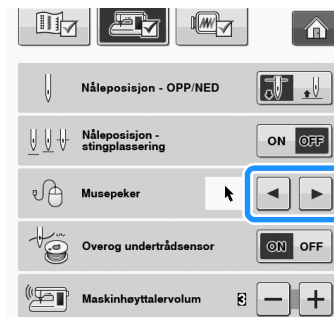 Nåleposisjon - OPP/NED
Nåleposisjon -
stingplassering
ON OFF
Musepeker
Overog undertrådsensor
ON OFF
Maskinhøyttalervolum 3 − +